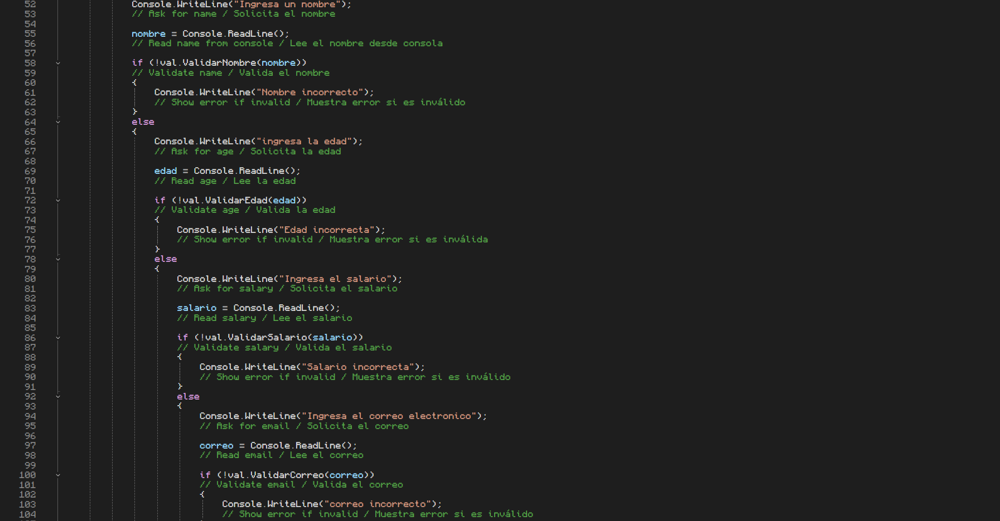 52 Console.WriteLine("Ingresa un nombre");
53 // Ask for name / Solicita el nombre
54
55 nombre = Console.ReadLine();
56 // Read name from console / Lee el nombre desde consola
57
58 if (!val.ValidarNombre(nombre))
59 // Validate name / Valida el nombre
60 {
61 Console.WriteLine("Nombre incorrecto");
62 // Show error if invalid / Muestra error si es inválido
63 }
64 else
65 {
66 Console.WriteLine("ingresa la edad");
67 // Ask for age / Solicita la edad
68
69 edad = Console.ReadLine();
70 // Read age / Lee la edad
71
72 if (!val.ValidarEdad(edad))
73 // Validate age / Valida la edad
74 {
75 Console.WriteLine("Edad incorrecta");
76 // Show error if invalid / Muestra error si es inválida
77 }
78 else
79 {
80 Console.WriteLine("Ingresa el salario");
81 // Ask for salary / Solicita el salario
82
83 salario = Console.ReadLine();
84 // Read salary / Lee el salario
85
86 if (!val.ValidarSalario(salario))
87 // Validate salary / Valida el salario
88 {
89 Console.WriteLine("Salario incorrecta");
90 // Show error if invalid / Muestra error si es inválido
91 }
92 else
93 {
94 Console.WriteLine("Ingresa el correo electronico");
95 // Ask for email / Solicita el correo
96
97 correo = Console.ReadLine();
98 // Read email / Lee el correo
99
100 if (!val.ValidarCorreo(correo))
101 // Validate email / Valida el correo
102 {
103 Console.WriteLine("correo incorrecto");
104 // Show error if invalid / Muestra error si es inválido